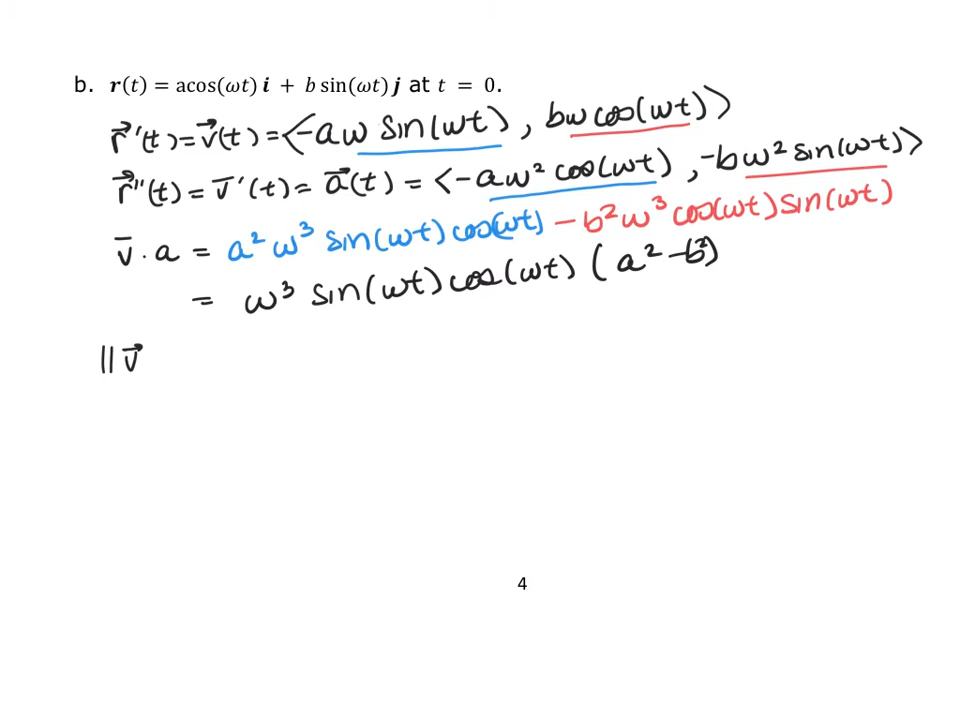 b. r(t) = acos(ωt) i + b sin(ωt) j at t = 0.
r⃗'(t) = v⃗(t) = ⟨-aω sin(ωt), bω cos(ωt)⟩
r⃗''(t) = v̄'(t) = a⃗(t) = ⟨-aω² cos(ωt), -bω² sin(ωt)⟩
v̄ · a = a²ω³ sin(ωt) cos(ωt) - b²ω³ cos(ωt) sin(ωt)
= ω³ sin(ωt) cos(ωt) (a² - b²)
|| v⃗
4